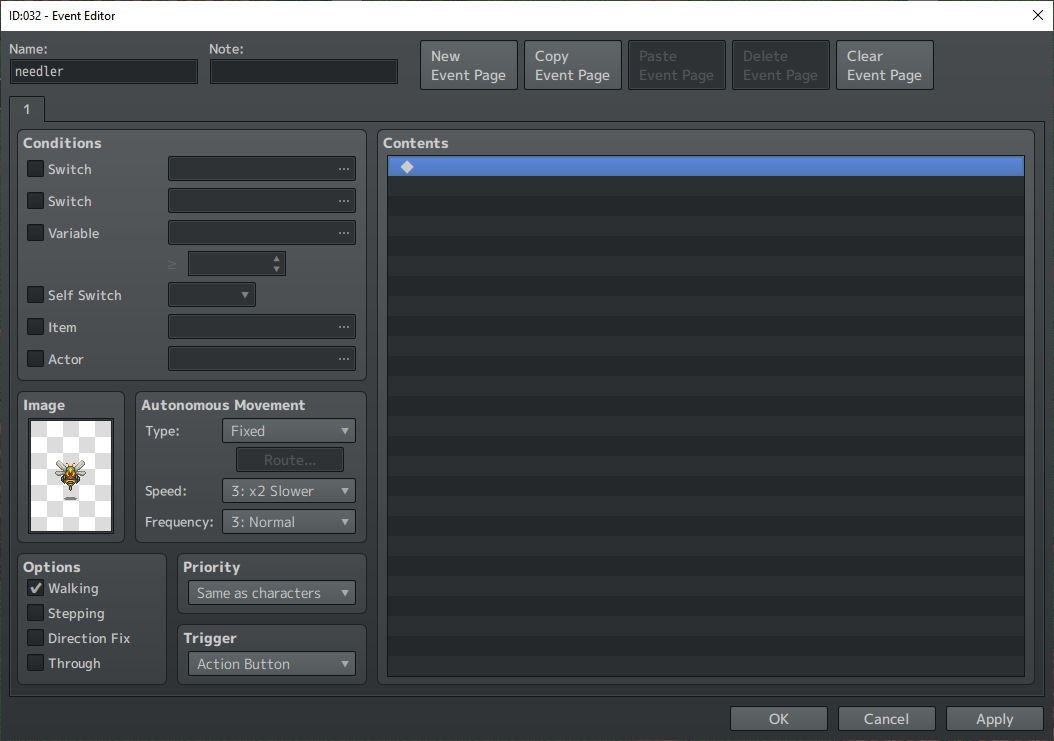 ID:032 - Event Editor
Name:
Note:
needler
New
Event Page
Copy
Event Page
Paste
Event Page
Delete
Event Page
Clear
Event Page
1
Conditions
Switch
...
Switch
...
Variable
...
≥
Self Switch
Item
...
Actor
...
Image
Autonomous Movement
Type:
Fixed
Route...
Speed:
3: x2 Slower
Frequency:
3: Normal
Options
Walking
Stepping
Direction Fix
Through
Priority
Same as characters
Trigger
Action Button
Contents
OK
Cancel
Apply